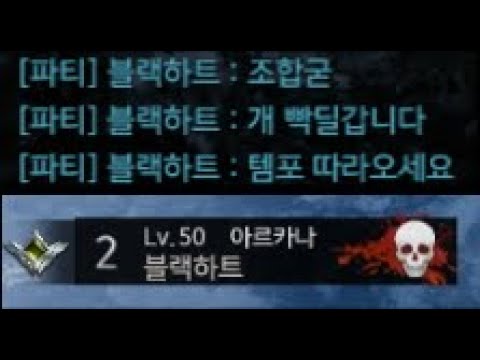 [파티] 블랙하트 : 조합굳
[파티] 블랙하트 : 개 빡딜갑니다
[파티] 블랙하트 : 템포 따라오세요
2 Lv.50 아르카나
블랙하트